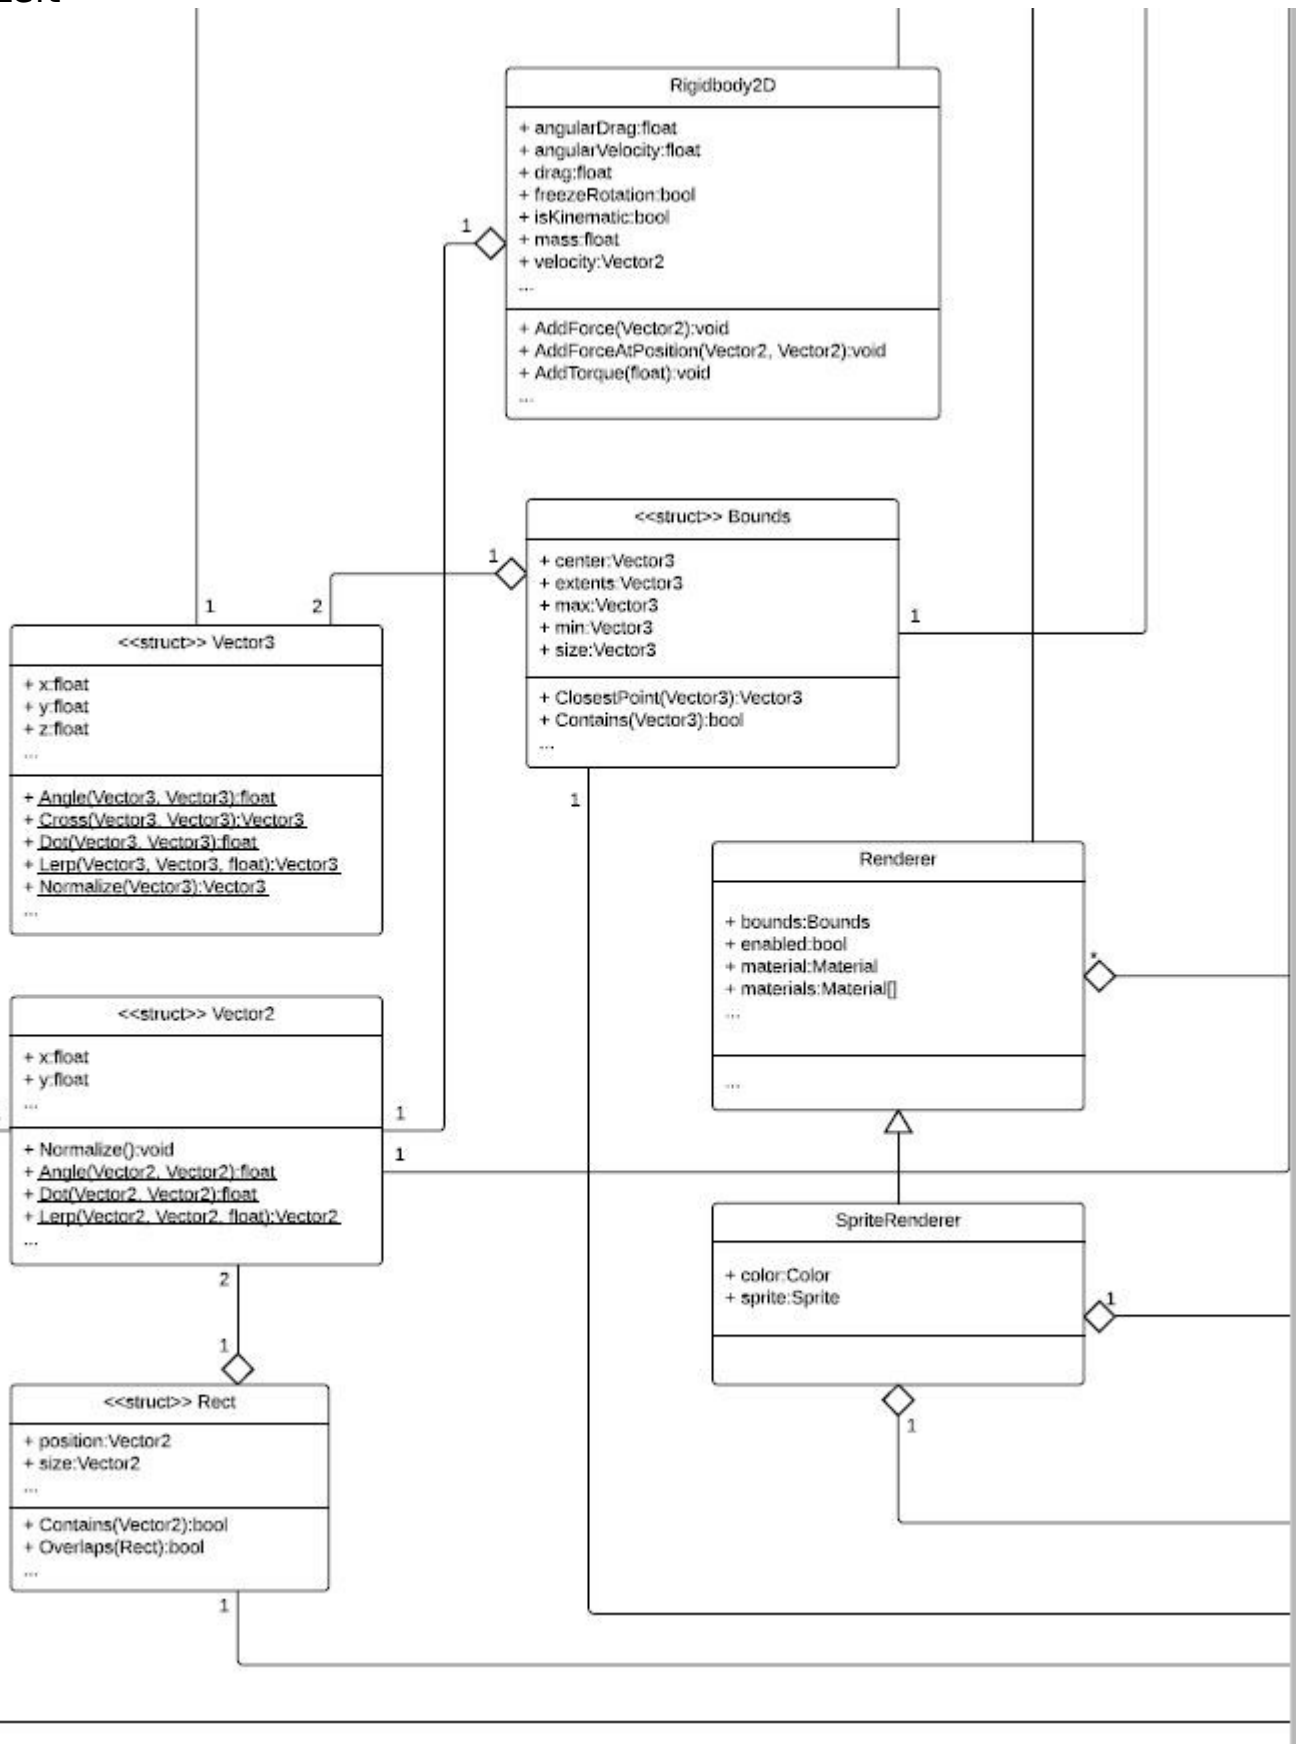 Rigidbody2D
+ angularDrag:float
+ angularVelocity:float
+ drag:float
+ freezeRotation:bool
+ isKinematic:bool
+ mass:float
+ velocity:Vector2
...
+ AddForce(Vector2):void
+ AddForceAtPosition(Vector2, Vector2):void
+ AddTorque(float):void
...
1
<<struct>> Bounds
+ center:Vector3
+ extents:Vector3
+ max:Vector3
+ min:Vector3
+ size:Vector3
+ ClosestPoint(Vector3):Vector3
+ Contains(Vector3):bool
...
1
1
1
1
2
<<struct>> Vector3
+ x:float
+ y:float
+ z:float
...
+ Angle(Vector3, Vector3):float
+ Cross(Vector3, Vector3):Vector3
+ Dot(Vector3, Vector3):float
+ Lerp(Vector3, Vector3, float):Vector3
+ Normalize(Vector3):Vector3
...
Renderer
+ bounds:Bounds
+ enabled:bool
+ material:Material
+ materials:Material[]
...
...
*
<<struct>> Vector2
+ x:float
+ y:float
...
+ Normalize():void
+ Angle(Vector2, Vector2):float
+ Dot(Vector2, Vector2):float
+ Lerp(Vector2, Vector2, float):Vector2
...
1
1
2
1
SpriteRenderer
+ color:Color
+ sprite:Sprite
1
1
<<struct>> Rect
+ position:Vector2
+ size:Vector2
...
+ Contains(Vector2):bool
+ Overlaps(Rect):bool
...
1